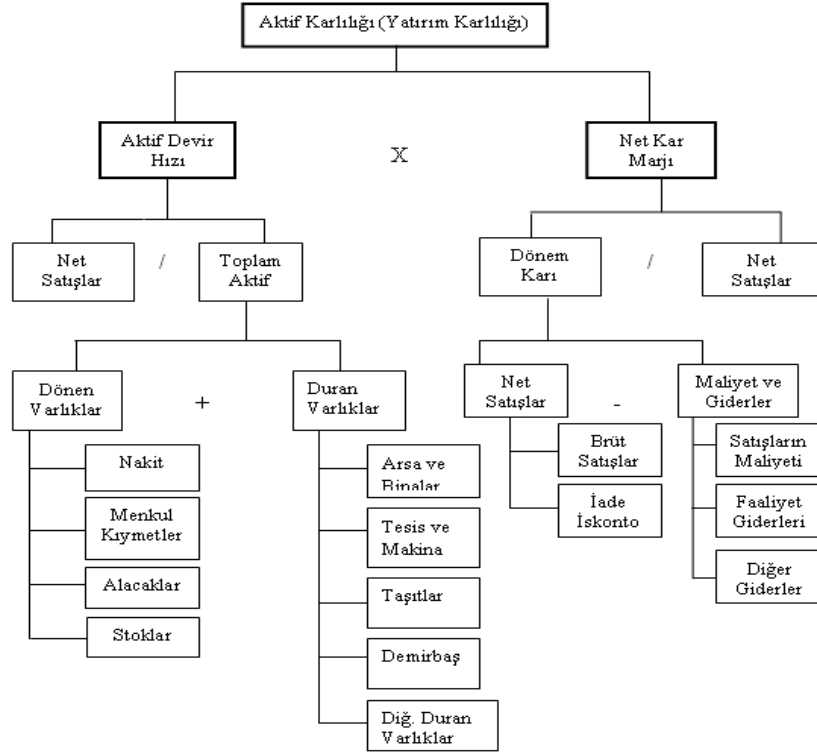 Aktif Karlılığı (Yatırım Karlılığı)
Aktif Devir
Hızı
X
Net Kar
Marjı
Net
Satışlar
/
Toplam
Aktif
Dönem
Karı
/
Net
Satışlar
Dönen
Varlıklar
+
Duran
Varlıklar
Net
Satışlar
-
Maliyet ve
Giderler
Nakit
Menkul
Kıymetler
Alacaklar
Stoklar
Arsa ve
Binalar
Tesis ve
Makina
Taşıtlar
Demirbaş
Diğ. Duran
Varlıklar
Brüt
Satışlar
İade
İskonto
Satışların
Maliyeti
Faaliyet
Giderleri
Diğer
Giderler